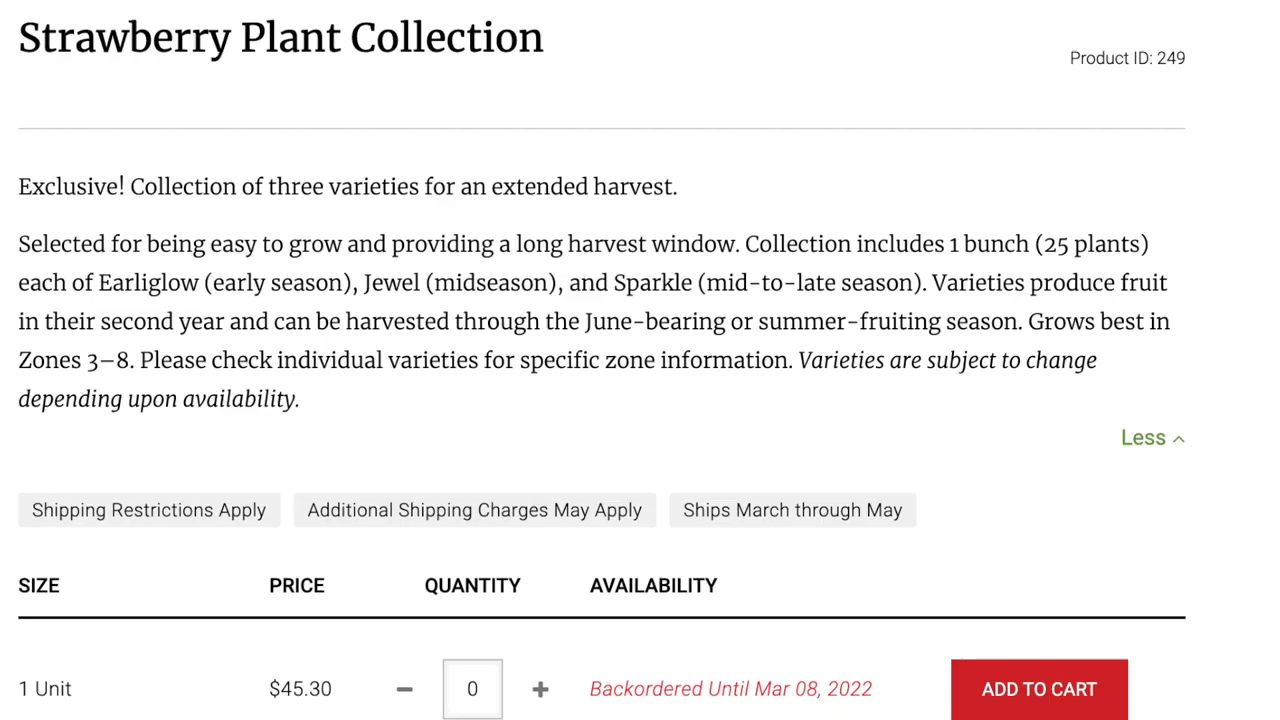 Strawberry Plant Collection
Product ID: 249
Exclusive! Collection of three varieties for an extended harvest.
Selected for being easy to grow and providing a long harvest window. Collection includes 1 bunch (25 plants)
each of Earliglow (early season), Jewel (midseason), and Sparkle (mid-to-late season). Varieties produce fruit
in their second year and can be harvested through the June-bearing or summer-fruiting season. Grows best in
Zones 3–8. Please check individual varieties for specific zone information. Varieties are subject to change
depending upon availability.
Less
Shipping Restrictions Apply Additional Shipping Charges May Apply Ships March through May
SIZE PRICE QUANTITY AVAILABILITY
1 Unit $45.30 − 0 + Backordered Until Mar 08, 2022 ADD TO CART